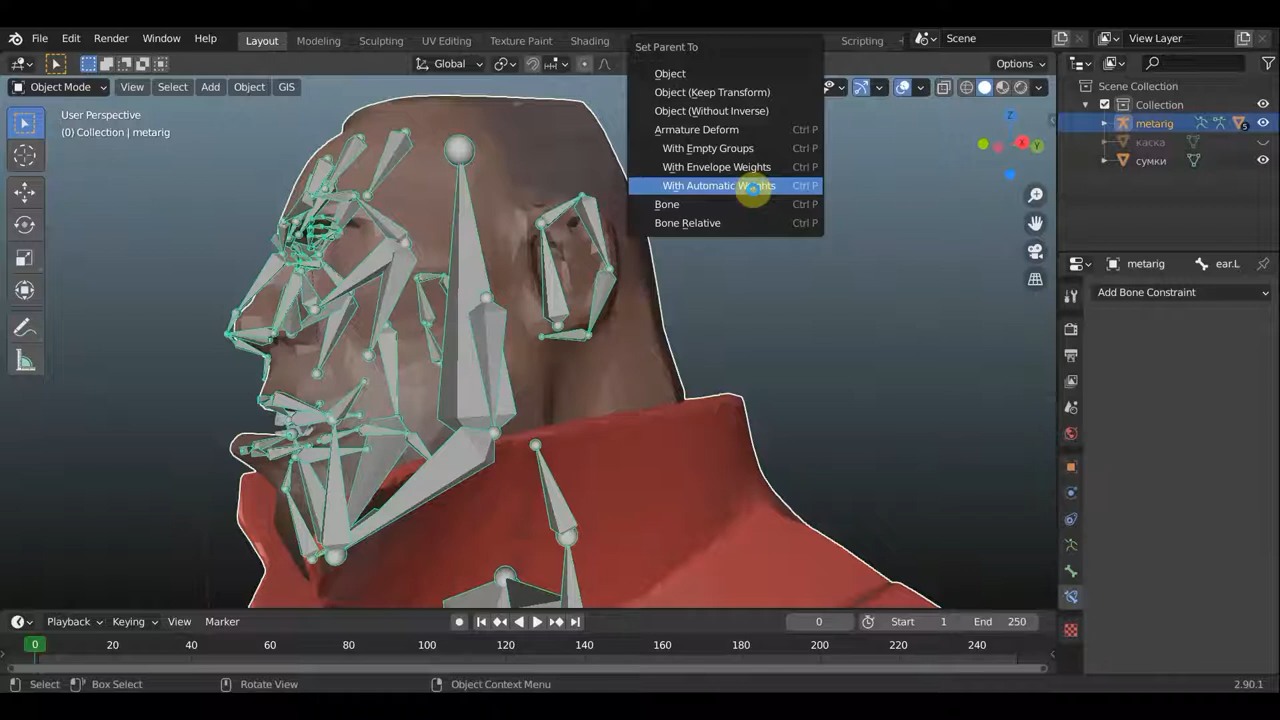 File Edit Render Window Help Layout Modeling Sculpting UV Editing Texture Paint Shading Scripting Scene View Layer
Global Options
Object Mode View Select Add Object GIS
User Perspective
(0) Collection | metarig
Set Parent To
Object
Object (Keep Transform)
Object (Without Inverse)
Armature Deform Ctrl P
With Empty Groups Ctrl P
With Envelope Weights Ctrl P
With Automatic Weights Ctrl P
Bone Ctrl P
Bone Relative Ctrl P
Scene Collection
Collection
metarig 5
каска
сумки
metarig ear.L
Add Bone Constraint
X Y Z
Playback Keying View Marker 0 Start 1 End 250
0 20 40 60 80 100 120 140 160 180 200 220 240
Select Box Select Rotate View Object Context Menu 2.90.1